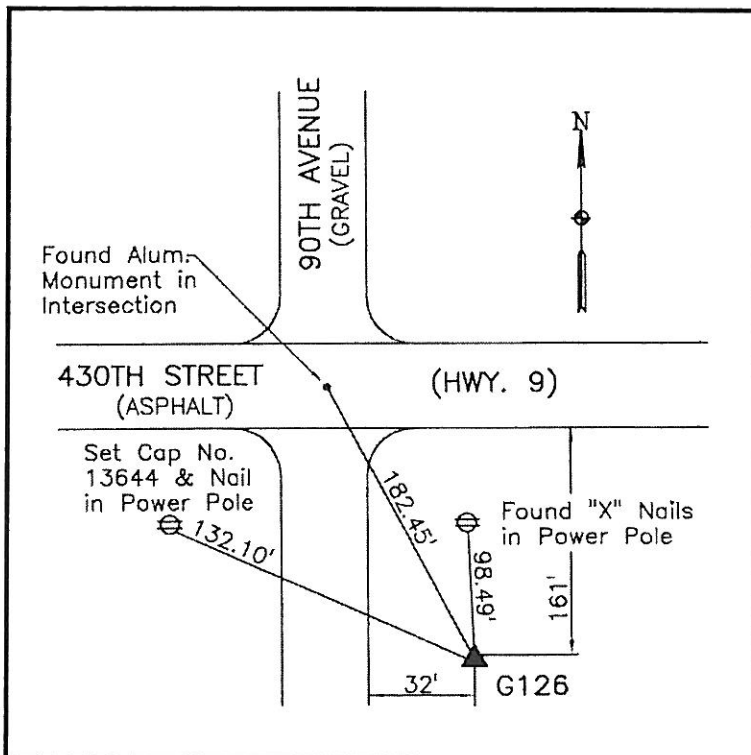 90TH AVENUE
(GRAVEL)
N
Found Alum.
Monument in
Intersection
430TH STREET
(ASPHALT)
(HWY. 9)
Set Cap No.
13644 & Nail
in Power Pole
132.10'
182.45'
Found "X" Nails
in Power Pole
98.49'
161'
32'
G126